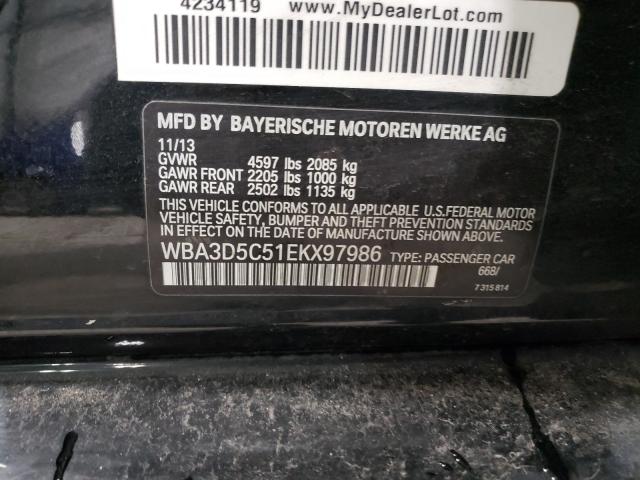 4234119 www.MyDealerLot.com
MFD BY BAYERISCHE MOTOREN WERKE AG
11/13
GVWR 4597 lbs 2085 kg
GAWR FRONT 2205 lbs 1000 kg
GAWR REAR 2502 lbs 1135 kg
THIS VEHICLE CONFORMS TO ALL APPLICABLE U.S.FEDERAL MOTOR
VEHICLE SAFETY, BUMPER AND THEFT PREVENTION STANDARDS
IN EFFECT ON THE DATE OF MANUFACTURE SHOWN ABOVE.
WBA3D5C51EKX97986 TYPE: PASSENGER CAR
668/
7 315 814